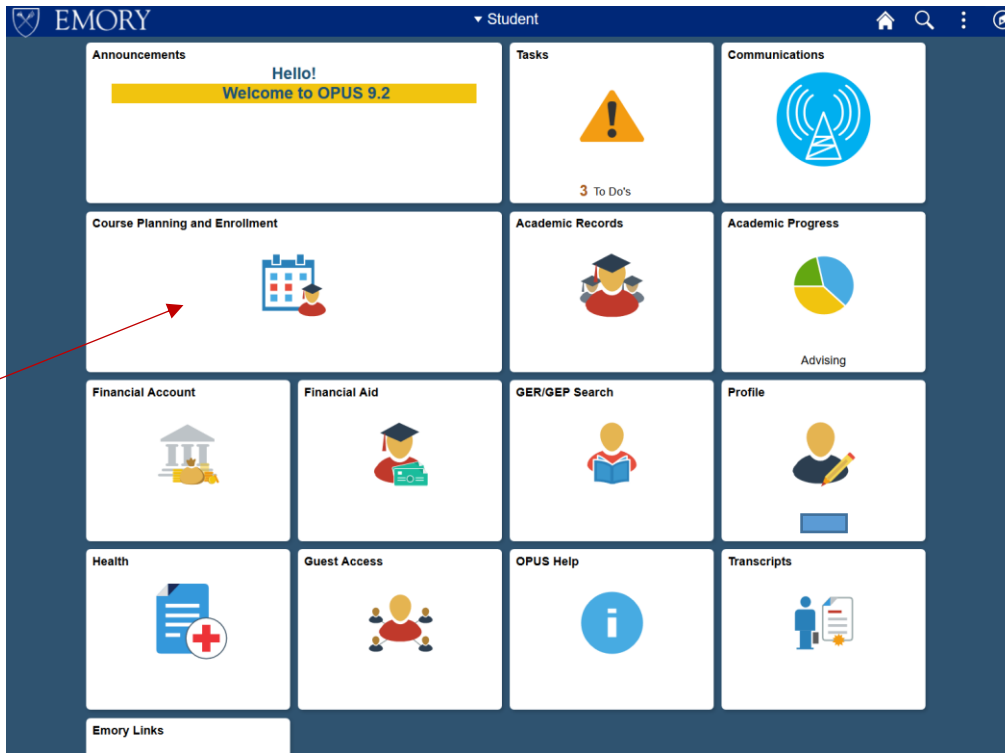 EMORY
▾ Student
Announcements
Hello!
Welcome to OPUS 9.2
Tasks
3 To Do's
Communications
Course Planning and Enrollment
Academic Records
Academic Progress
Advising
Financial Account
Financial Aid
GER/GEP Search
Profile
Health
Guest Access
OPUS Help
Transcripts
Emory Links